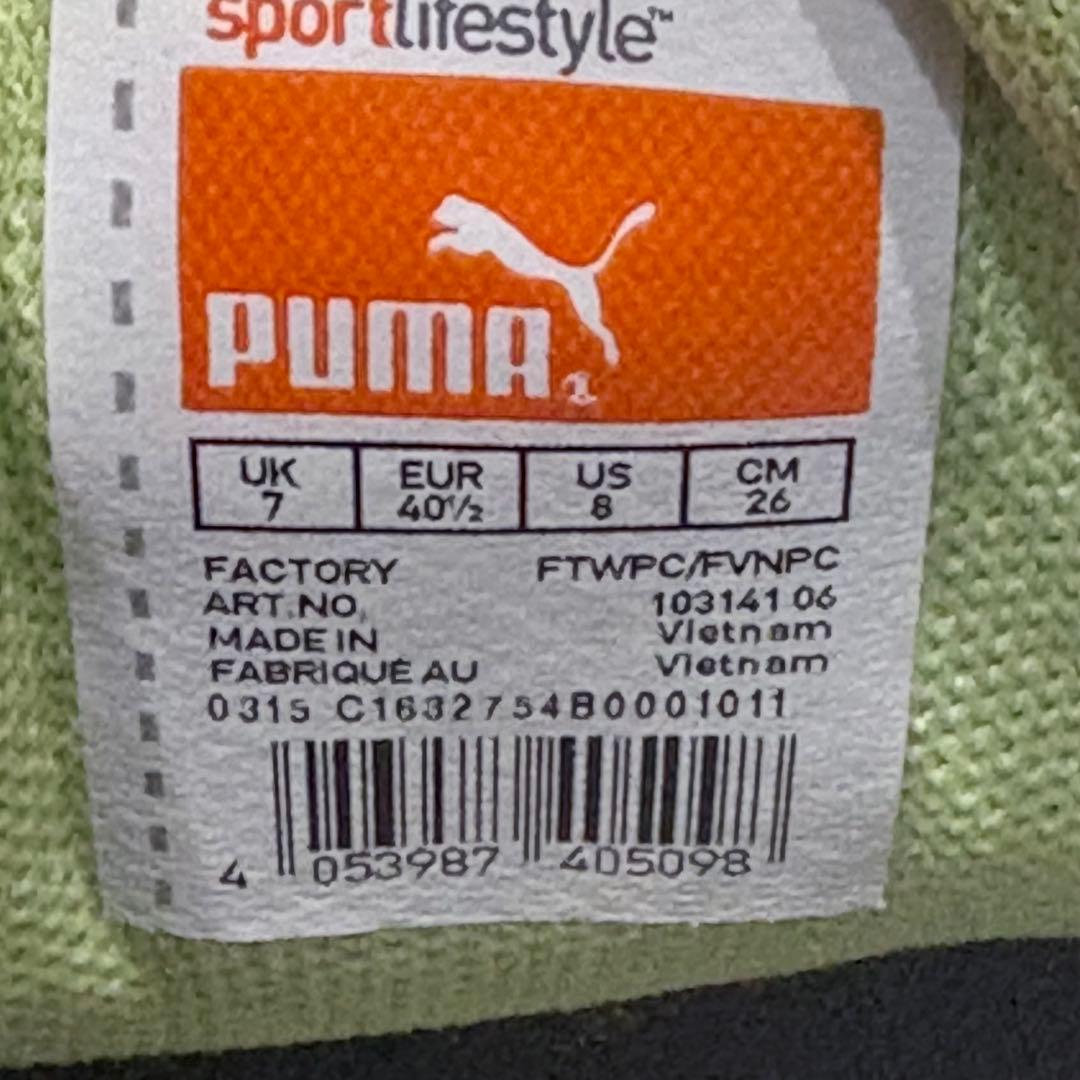 sportlifestyle™
PUMA
UK EUR US CM
7 40½ 8 26
FACTORY FTWPC/FVNPC
ART.NO. 103141 06
MADE IN Vietnam
FABRIQUÉ AU Vietnam
0315 C1632754B0001011
4 053987 405098